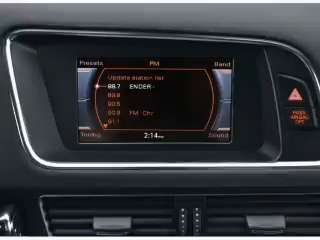 Presets FM Band
Update station list
88.7 ENDER-
89.9
90.5
90.9 FM Chr
91.1
Tuning 2:14 Sound
PASS
AIR BAG
OFF